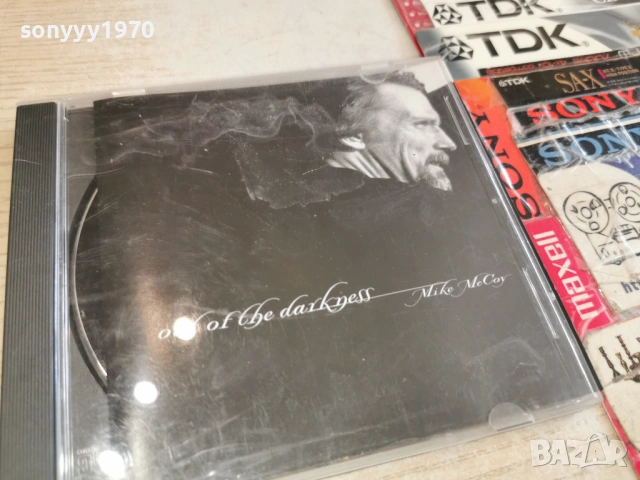 sonyyy1970
TDK
TDK
TDK
SA-X
SONY
SONY
SONY
maxell
out of the darkness
Mike McCoy
BAZAR